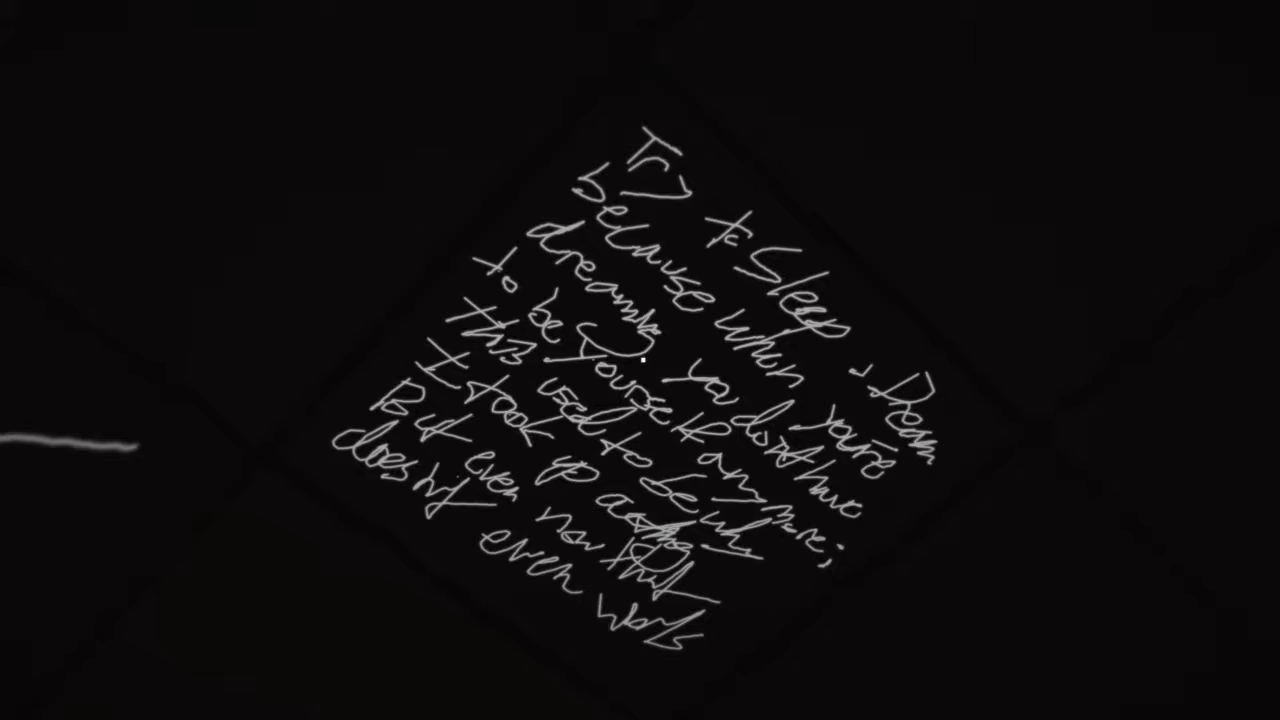 Try to Sleep & Dream
because when you're
dreaming you don't have
to be yourself anymore;
this used to be why
I took up acting
But even now that
doesn't even work